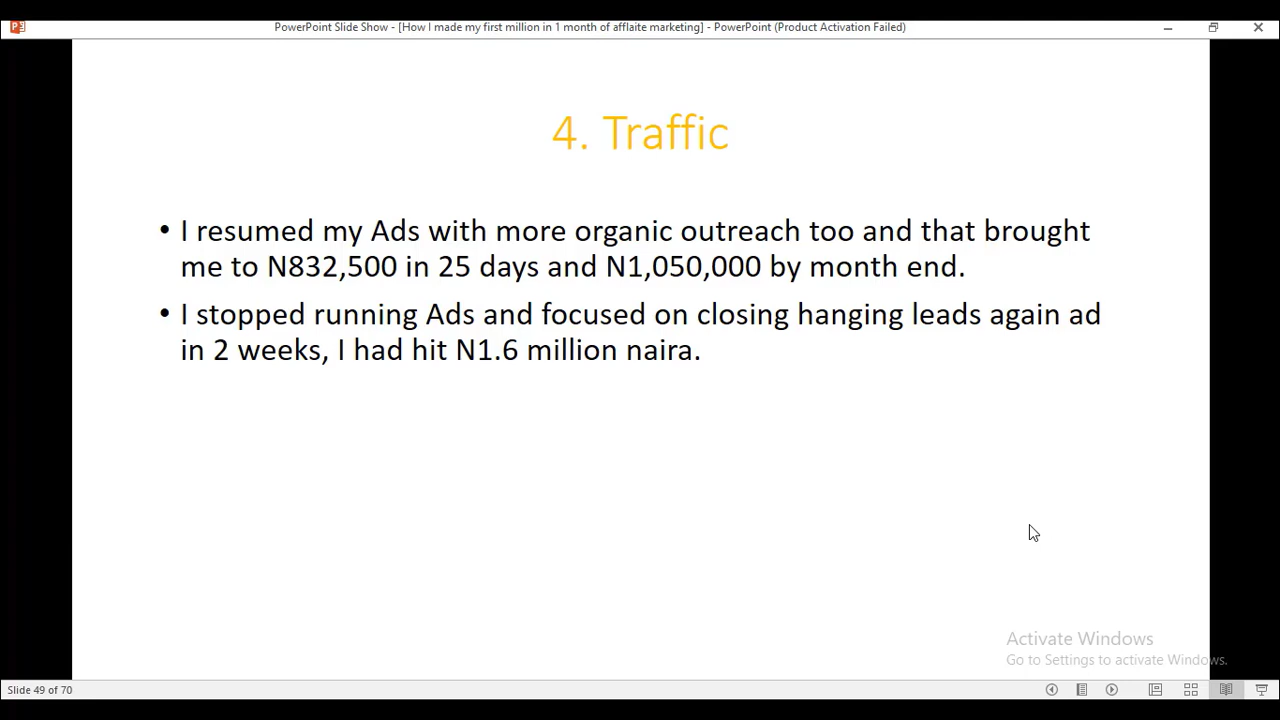 PowerPoint Slide Show - [How I made my first million in 1 month of afflaite marketing] - PowerPoint (Product Activation Failed)
4. Traffic
• I resumed my Ads with more organic outreach too and that brought
me to N832,500 in 25 days and N1,050,000 by month end.
• I stopped running Ads and focused on closing hanging leads again ad
in 2 weeks, I had hit N1.6 million naira.
Activate Windows
Go to Settings to activate Windows.
Slide 49 of 70